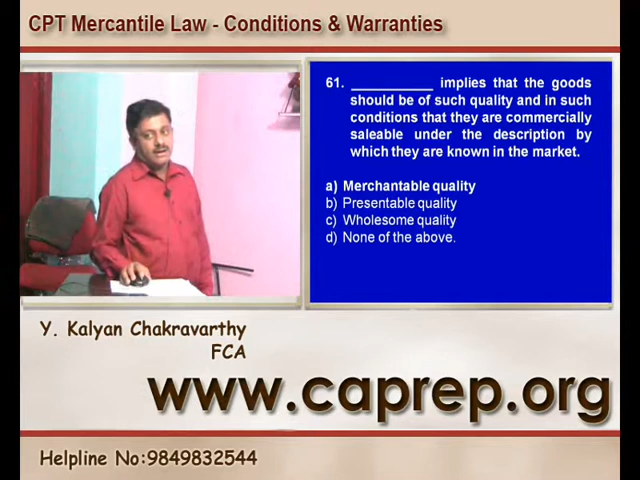 CPT Mercantile Law - Conditions & Warranties
61. __________ implies that the goods
should be of such quality and in such
conditions that they are commercially
saleable under the description by
which they are known in the market.
a) Merchantable quality
b) Presentable quality
c) Wholesome quality
d) None of the above.
Y. Kalyan Chakravarthy
FCA
www.caprep.org
Helpline No:9849832544